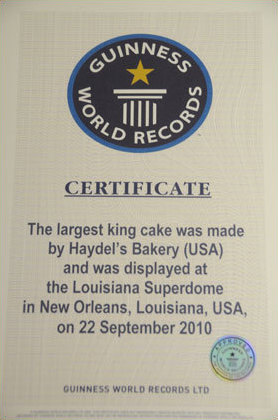 GUINNESS
WORLD RECORDS
CERTIFICATE
The largest king cake was made
by Haydel's Bakery (USA)
and was displayed at
the Louisiana Superdome
in New Orleans, Louisiana, USA,
on 22 September 2010
APPROVED
GUINNESS WORLD RECORDS LTD